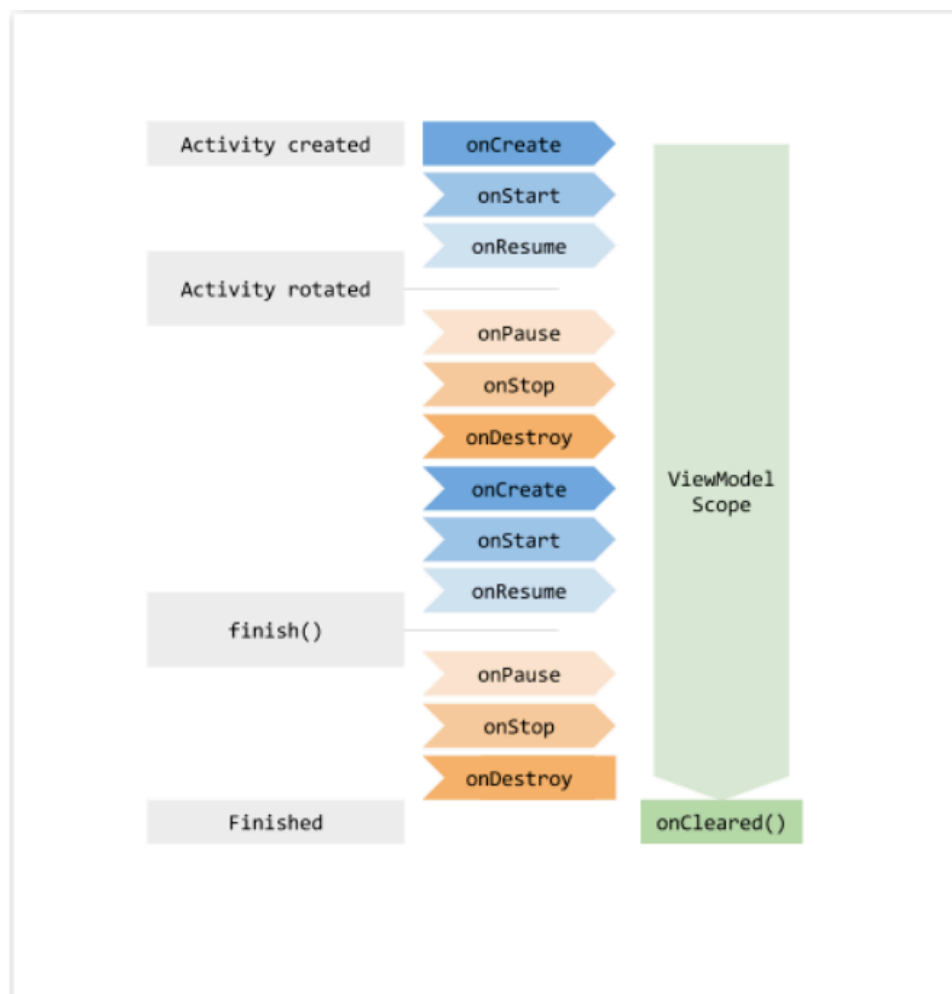 Activity created
onCreate
onStart
onResume
Activity rotated
onPause
onStop
onDestroy
onCreate
onStart
onResume
finish()
onPause
onStop
onDestroy
Finished
ViewModel
Scope
onCleared()